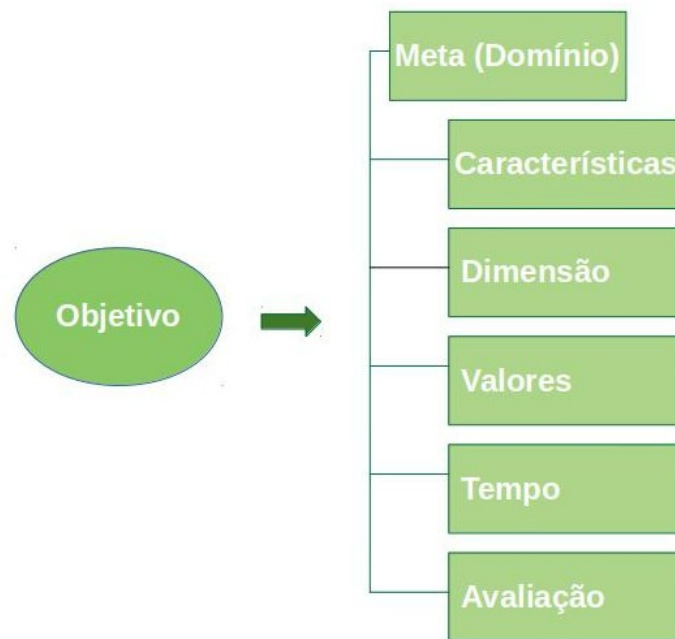 Meta (Domínio)
Características
Dimensão
Objetivo
Valores
Tempo
Avaliação